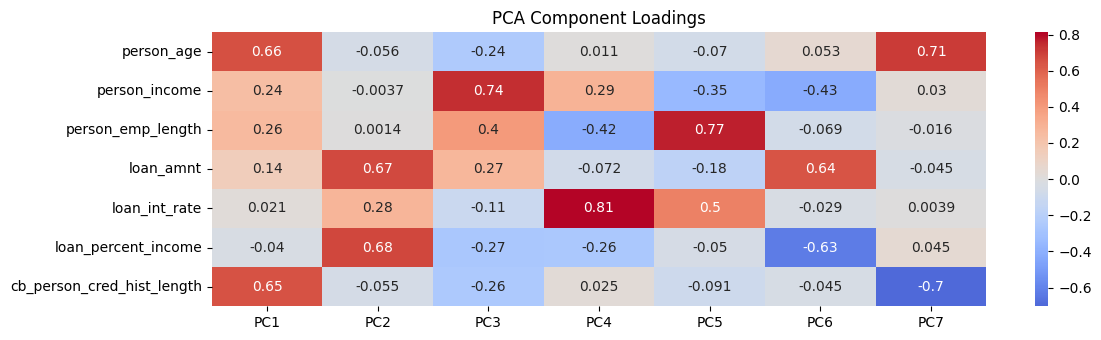 PCA Component Loadings
person_age 0.66 -0.056 -0.24 0.011 -0.07 0.053 0.71
person_income 0.24 -0.0037 0.74 0.29 -0.35 -0.43 0.03
person_emp_length 0.26 0.0014 0.4 -0.42 0.77 -0.069 -0.016
loan_amnt 0.14 0.67 0.27 -0.072 -0.18 0.64 -0.045
loan_int_rate 0.021 0.28 -0.11 0.81 0.5 -0.029 0.0039
loan_percent_income -0.04 0.68 -0.27 -0.26 -0.05 -0.63 0.045
cb_person_cred_hist_length 0.65 -0.055 -0.26 0.025 -0.091 -0.045 -0.7
PC1 PC2 PC3 PC4 PC5 PC6 PC7
0.8
0.6
0.4
0.2
0.0
−0.2
−0.4
−0.6